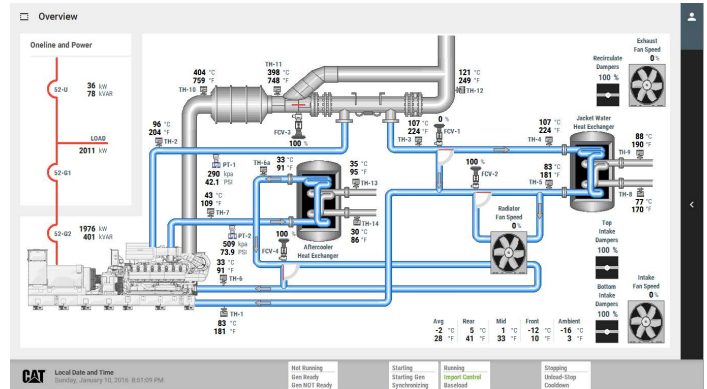 Overview
Oneline and Power
52-U
36 kW
78 kVAR
LOAD
2011 kW
52-G1
52-G2
1976 kW
401 kVAR
404 °C
759 °F
TH-10
TH-11
398 °C
748 °F
121 °C
249 °F
TH-12
Recirculate
Dampers
100 %
Exhaust
Fan Speed
0 %
96 °C
204 °F
TH-2
FCV-3
100 %
107 °C
224 °F
TH-3
0 %
FCV-1
107 °C
224 °F
TH-4
Jacket Water
Heat Exchanger
TH-9
88 °C
190 °F
PT-1
290 kpa
42.1 PSI
TH-6a
33 °C
91 °F
35 °C
95 °F
TH-13
100 %
FCV-2
83 °C
181 °F
TH-5
TH-8
77 °C
170 °F
43 °C
109 °F
TH-7
PT-2
509 kpa
73.9 PSI
100 %
FCV-4
TH-14
30 °C
86 °F
Aftercooler
Heat Exchanger
Radiator
Fan Speed
0 %
Top
Intake
Dampers
100 %
33 °C
91 °F
TH-6
Bottom
Intake
Dampers
100 %
Intake
Fan Speed
0 %
TH-1
83 °C
181 °F
Avg Rear Mid Front Ambient
-2 °C 5 °C 1 °C -12 °C -16 °C
28 °F 41 °F 33 °F 10 °F 3 °F
CAT
Local Date and Time
Sunday, January 10, 2016- 8:51:09 PM
Not Running
Gen Ready
Gen NOT Ready
Starting
Starting Gen
Synchronizing
Running
Import Control
Baseload
Stopping
Unload-Stop
Cooldown